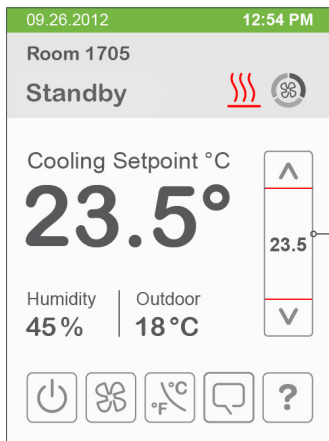 09.26.2012 12:54 PM
Room 1705
Standby
Cooling Setpoint °C
23.5°
23.5
Humidity Outdoor
45% 18°C
°C
°F
?